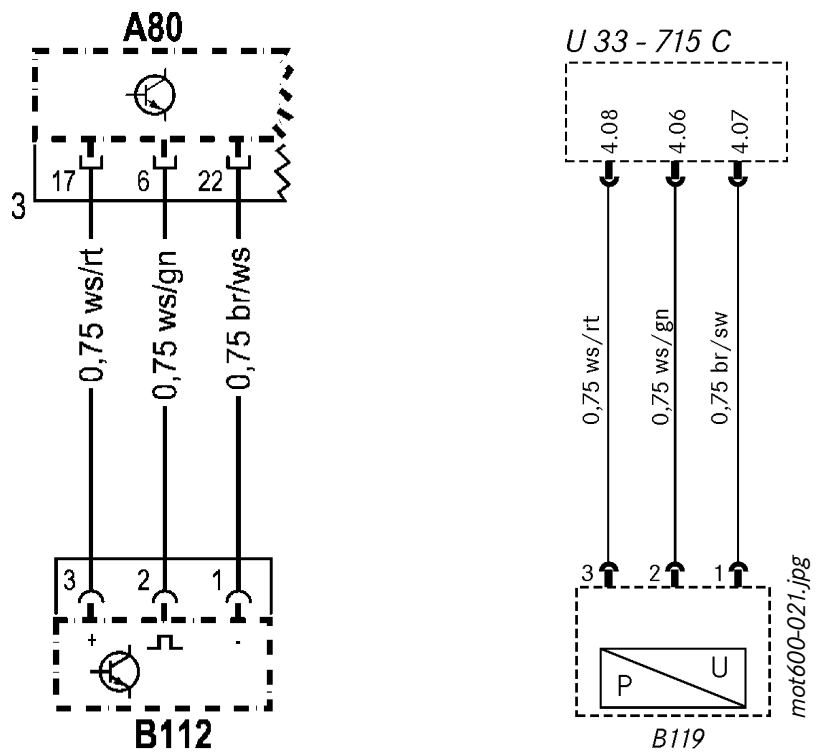 A80
17 6 22
3
0,75 ws/rt
0,75 ws/gn
0,75 br/ws
3 2 1
+ -
B112
U 33 - 715 C
4.08
4.06
4.07
0,75 ws/rt
0,75 ws/gn
0,75 br/sw
3 2 1
P U
B119
mot600-021.jpg